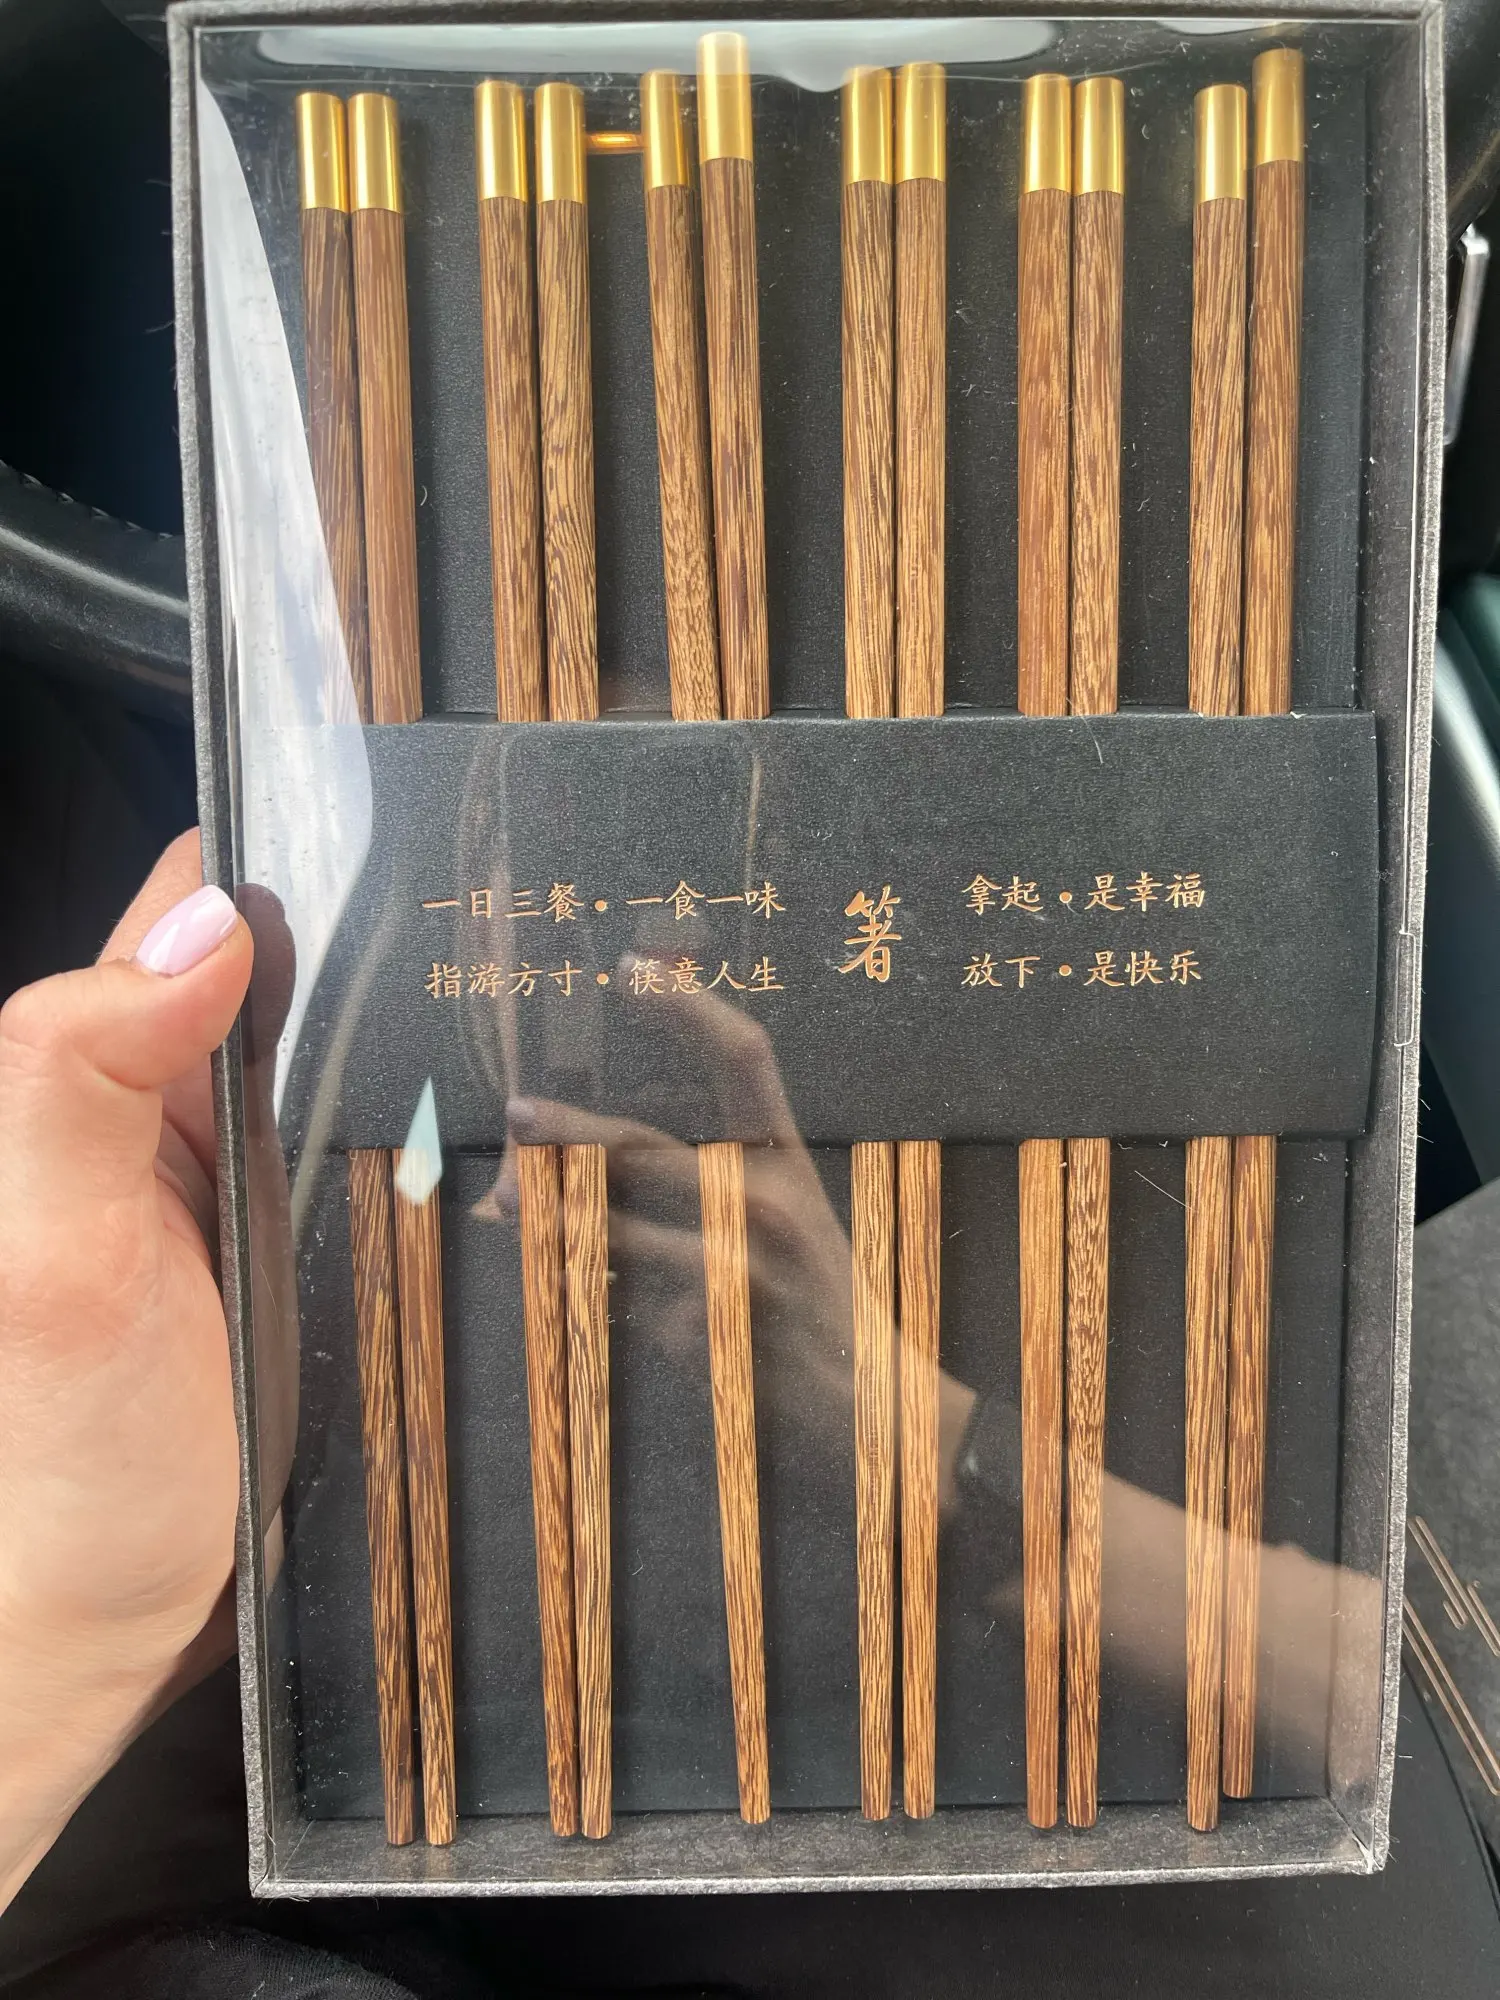 一日三餐•一食一味
指游方寸•筷意人生
箸
拿起•是幸福
放下•是快乐